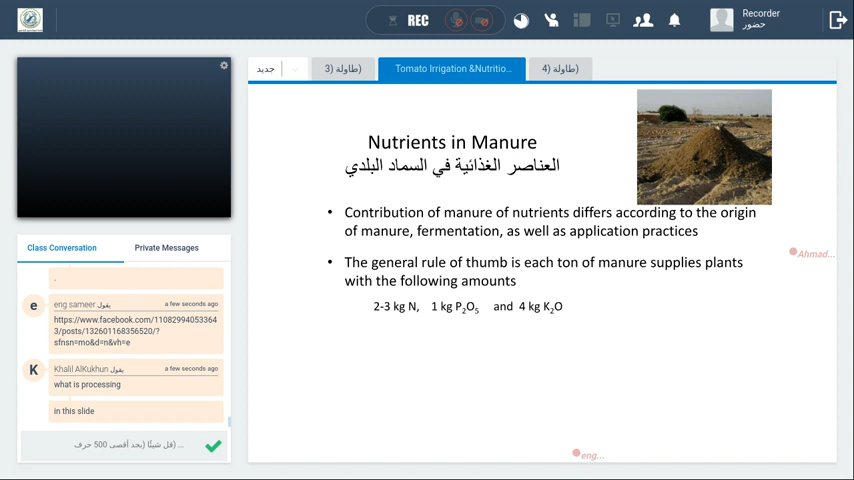 REC
Recorder
حضور
جديد
طاولة (3)
Tomato Irrigation &Nutritio...
طاولة (4)
Nutrients in Manure
العناصر الغذائية في السماد البلدي
• Contribution of manure of nutrients differs according to the origin
of manure, fermentation, as well as application practices
• The general rule of thumb is each ton of manure supplies plants
with the following amounts
2-3 kg N, 1 kg P₂O₅ and 4 kg K₂O
Ahmad...
eng...
Class Conversation
Private Messages
.
e
eng sameer يقول
a few seconds ago
https://www.facebook.com/11082994053364
3/posts/132601168356520/?
sfnsn=mo&d=n&vh=e
K
Khalil AlKukhun يقول
a few seconds ago
what is processing
in this slide
قل شيئًا (بحد أقصى 500 حرف) ...